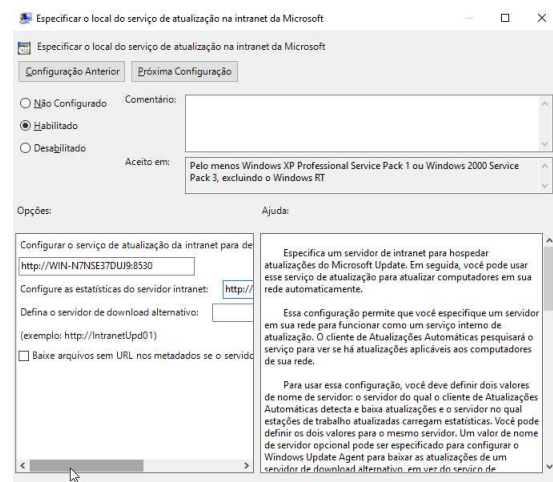 Especificar o local do serviço de atualização na intranet da Microsoft
Especificar o local do serviço de atualização na intranet da Microsoft
Configuração Anterior
Próxima Configuração
Não Configurado
Habilitado
Desabilitado
Comentário:
Aceito em:
Pelo menos Windows XP Professional Service Pack 1 ou Windows 2000 Service
Pack 3, excluindo o Windows RT
Opções:
Configurar o serviço de atualização da intranet para de
http://WIN-N7NSE37DUJ9:8530
Configure as estatísticas do servidor intranet:
http://
Defina o servidor de download alternativo:
(exemplo: http://IntranetUpd01)
Baixe arquivos sem URL nos metadados se o servido
Ajuda:
Especifica um servidor de intranet para hospedar
atualizações do Microsoft Update. Em seguida, você pode usar
esse serviço de atualização para atualizar computadores em sua
rede automaticamente.
Essa configuração permite que você especifique um servidor
em sua rede para funcionar como um serviço interno de
atualização. O cliente de Atualizações Automáticas pesquisará o
serviço para ver se há atualizações aplicáveis aos computadores
de sua rede.
Para usar essa configuração, você deve definir dois valores
de nome de servidor: o servidor do qual o cliente de Atualizações
Automáticas detecta e baixa atualizações e o servidor no qual
estações de trabalho atualizadas carregam estatísticas. Você pode
definir os dois valores para o mesmo servidor. Um valor de nome
de servidor opcional pode ser especificado para configurar o
Windows Update Agent para baixar as atualizações de um
servidor de download alternativo, em vez do serviço de